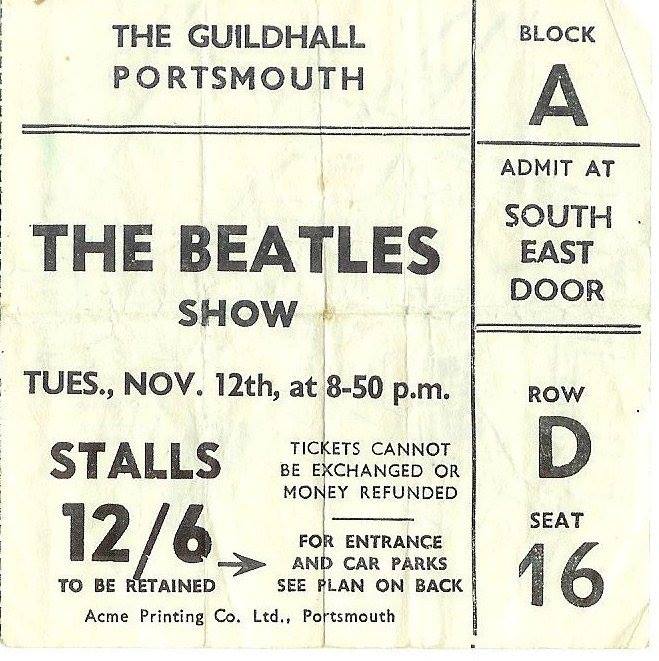 THE GUILDHALL
PORTSMOUTH
THE BEATLES
SHOW
TUES., NOV. 12th, at 8-50 p.m.
STALLS
12/6
TO BE RETAINED
TICKETS CANNOT
BE EXCHANGED OR
MONEY REFUNDED
FOR ENTRANCE
AND CAR PARKS
SEE PLAN ON BACK
Acme Printing Co. Ltd., Portsmouth
BLOCK
A
ADMIT AT
SOUTH
EAST
DOOR
ROW
D
SEAT
16